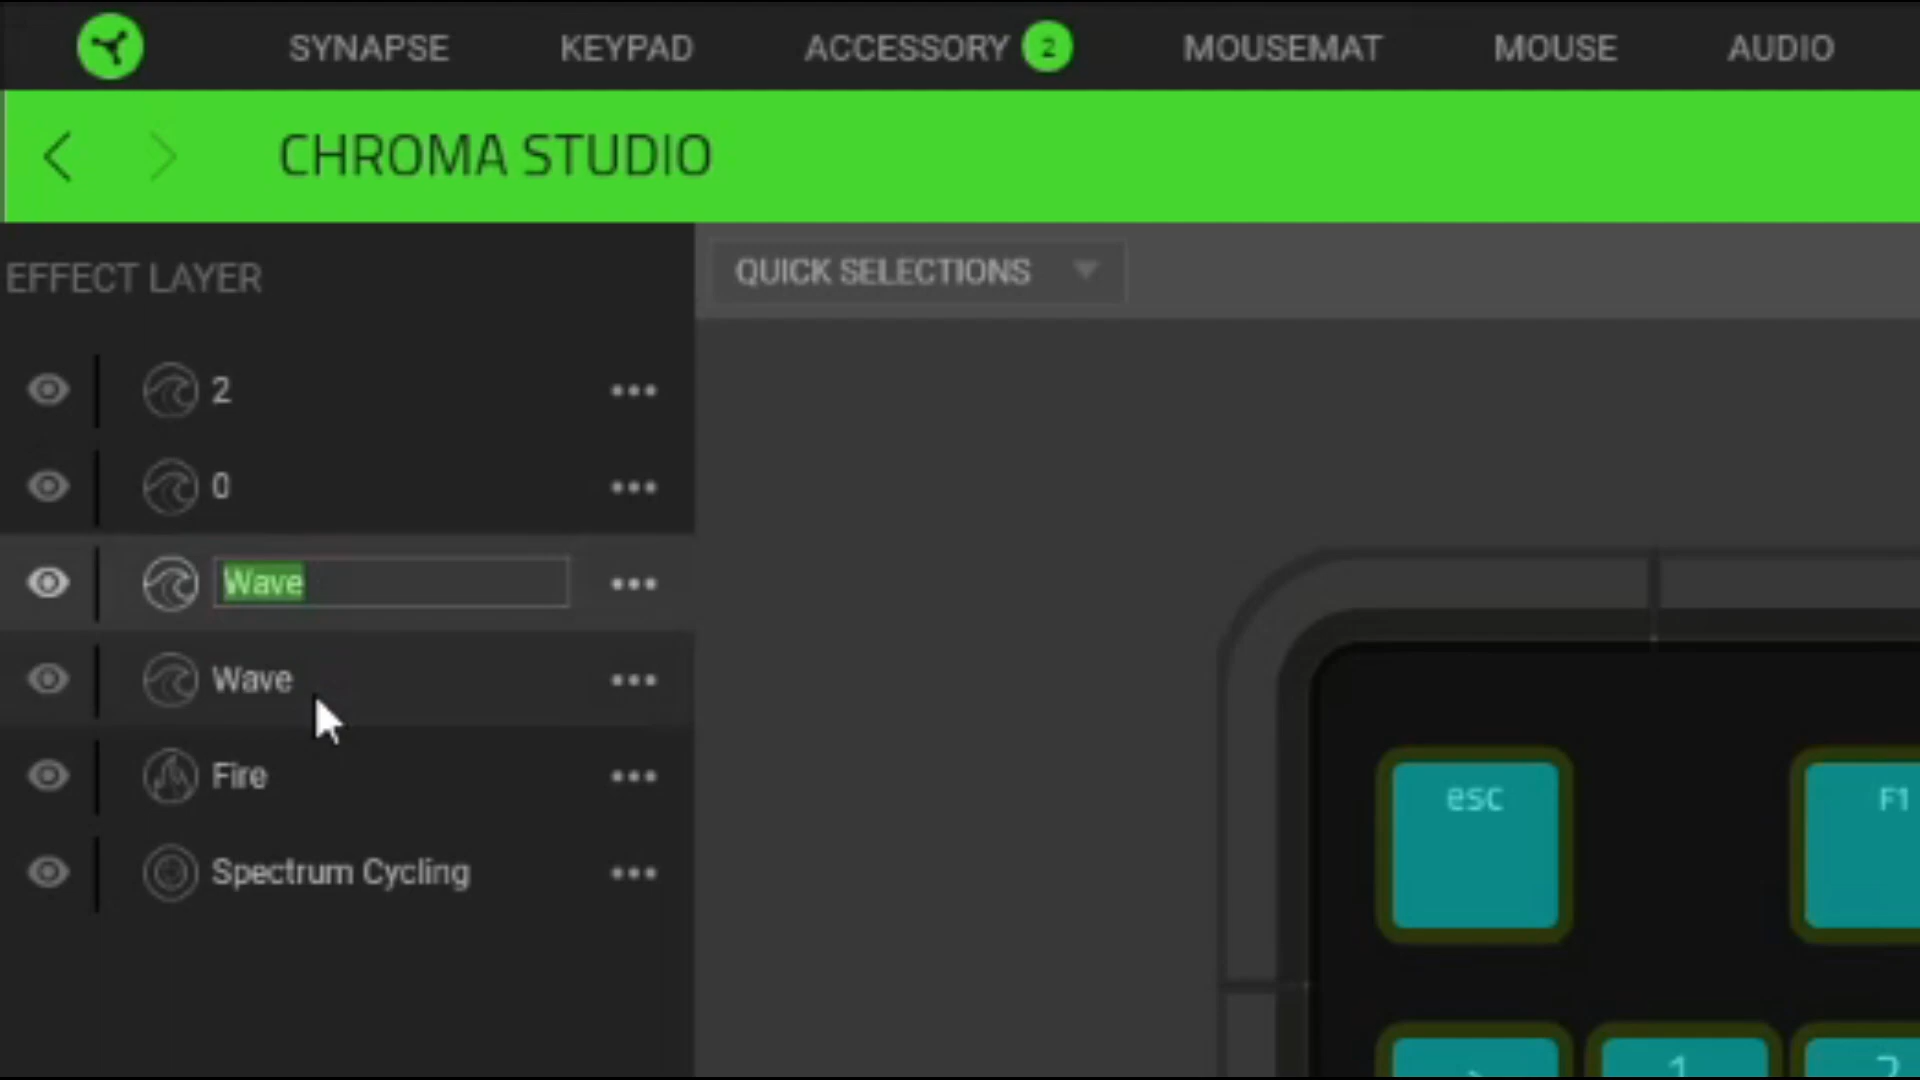 SYNAPSE KEYPAD ACCESSORY 2 MOUSEMAT MOUSE AUDIO
CHROMA STUDIO
EFFECT LAYER
QUICK SELECTIONS
2
0
Wave
Wave
Fire
Spectrum Cycling
esc F1
1 2